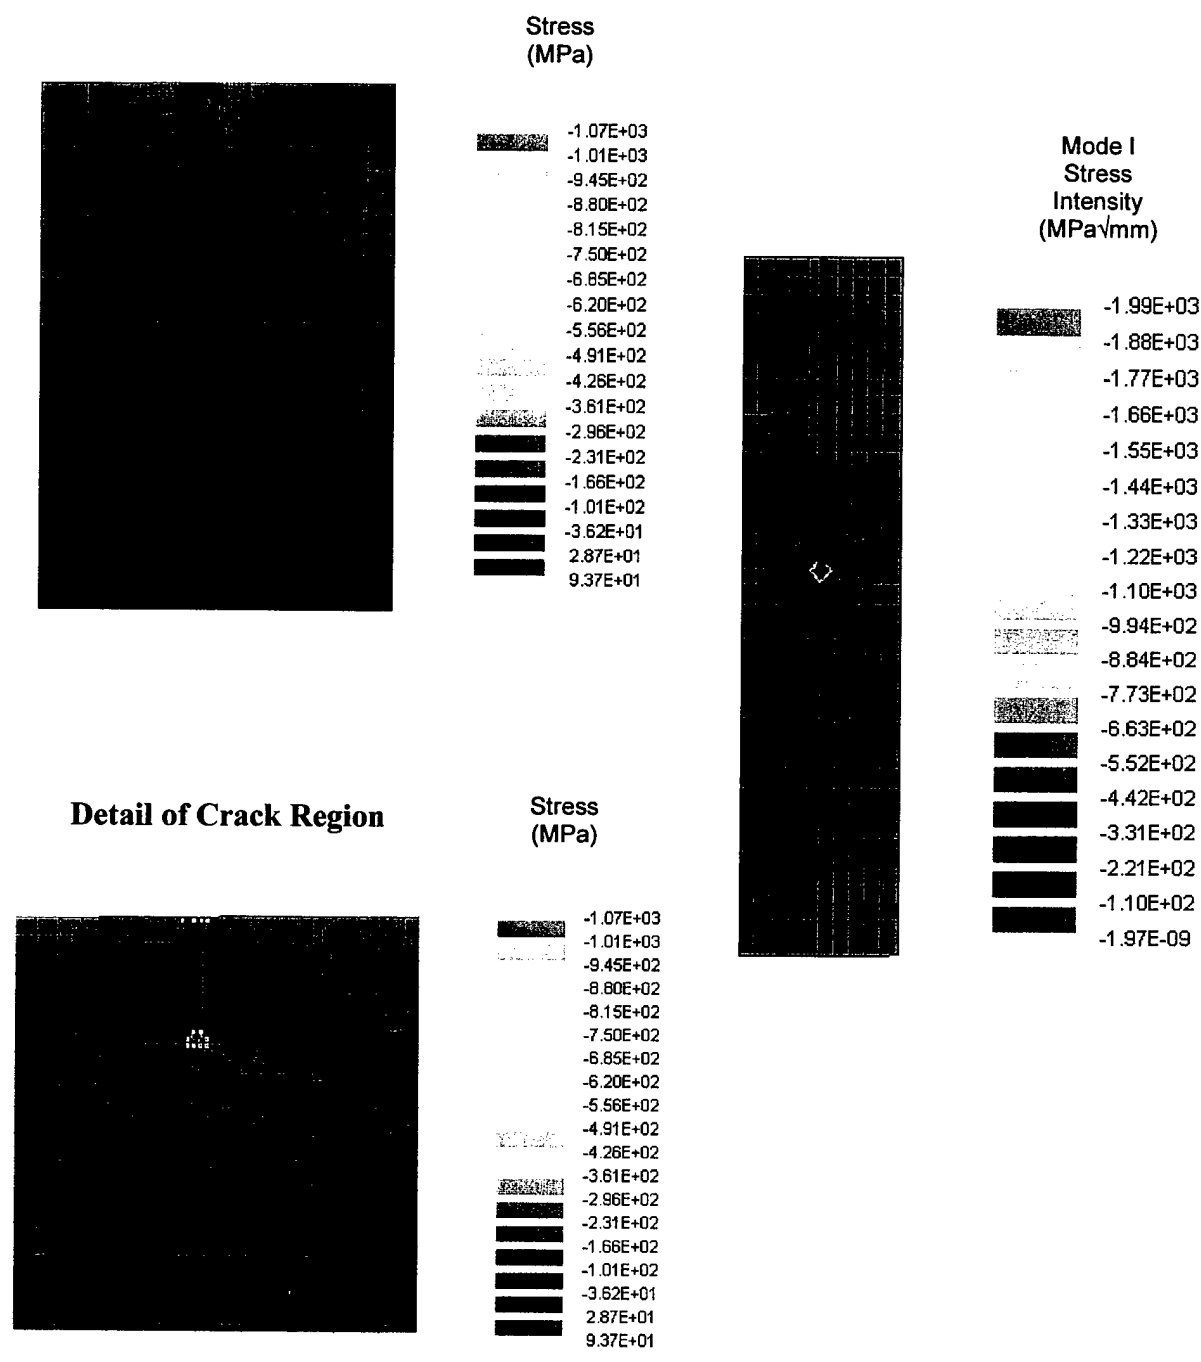 Stress
(MPa)
-1.07E+03
-1.01E+03
-9.45E+02
-8.80E+02
-8.15E+02
-7.50E+02
-6.85E+02
-6.20E+02
-5.56E+02
-4.91E+02
-4.26E+02
-3.61E+02
-2.96E+02
-2.31E+02
-1.66E+02
-1.01E+02
-3.62E+01
2.87E+01
9.37E+01
Mode I
Stress
Intensity
(MPa√mm)
-1.99E+03
-1.88E+03
-1.77E+03
-1.66E+03
-1.55E+03
-1.44E+03
-1.33E+03
-1.22E+03
-1.10E+03
-9.94E+02
-8.84E+02
-7.73E+02
-6.63E+02
-5.52E+02
-4.42E+02
-3.31E+02
-2.21E+02
-1.10E+02
-1.97E-09
Detail of Crack Region
Stress
(MPa)
-1.07E+03
-1.01E+03
-9.45E+02
-8.80E+02
-8.15E+02
-7.50E+02
-6.85E+02
-6.20E+02
-5.56E+02
-4.91E+02
-4.26E+02
-3.61E+02
-2.96E+02
-2.31E+02
-1.66E+02
-1.01E+02
-3.62E+01
2.87E+01
9.37E+01